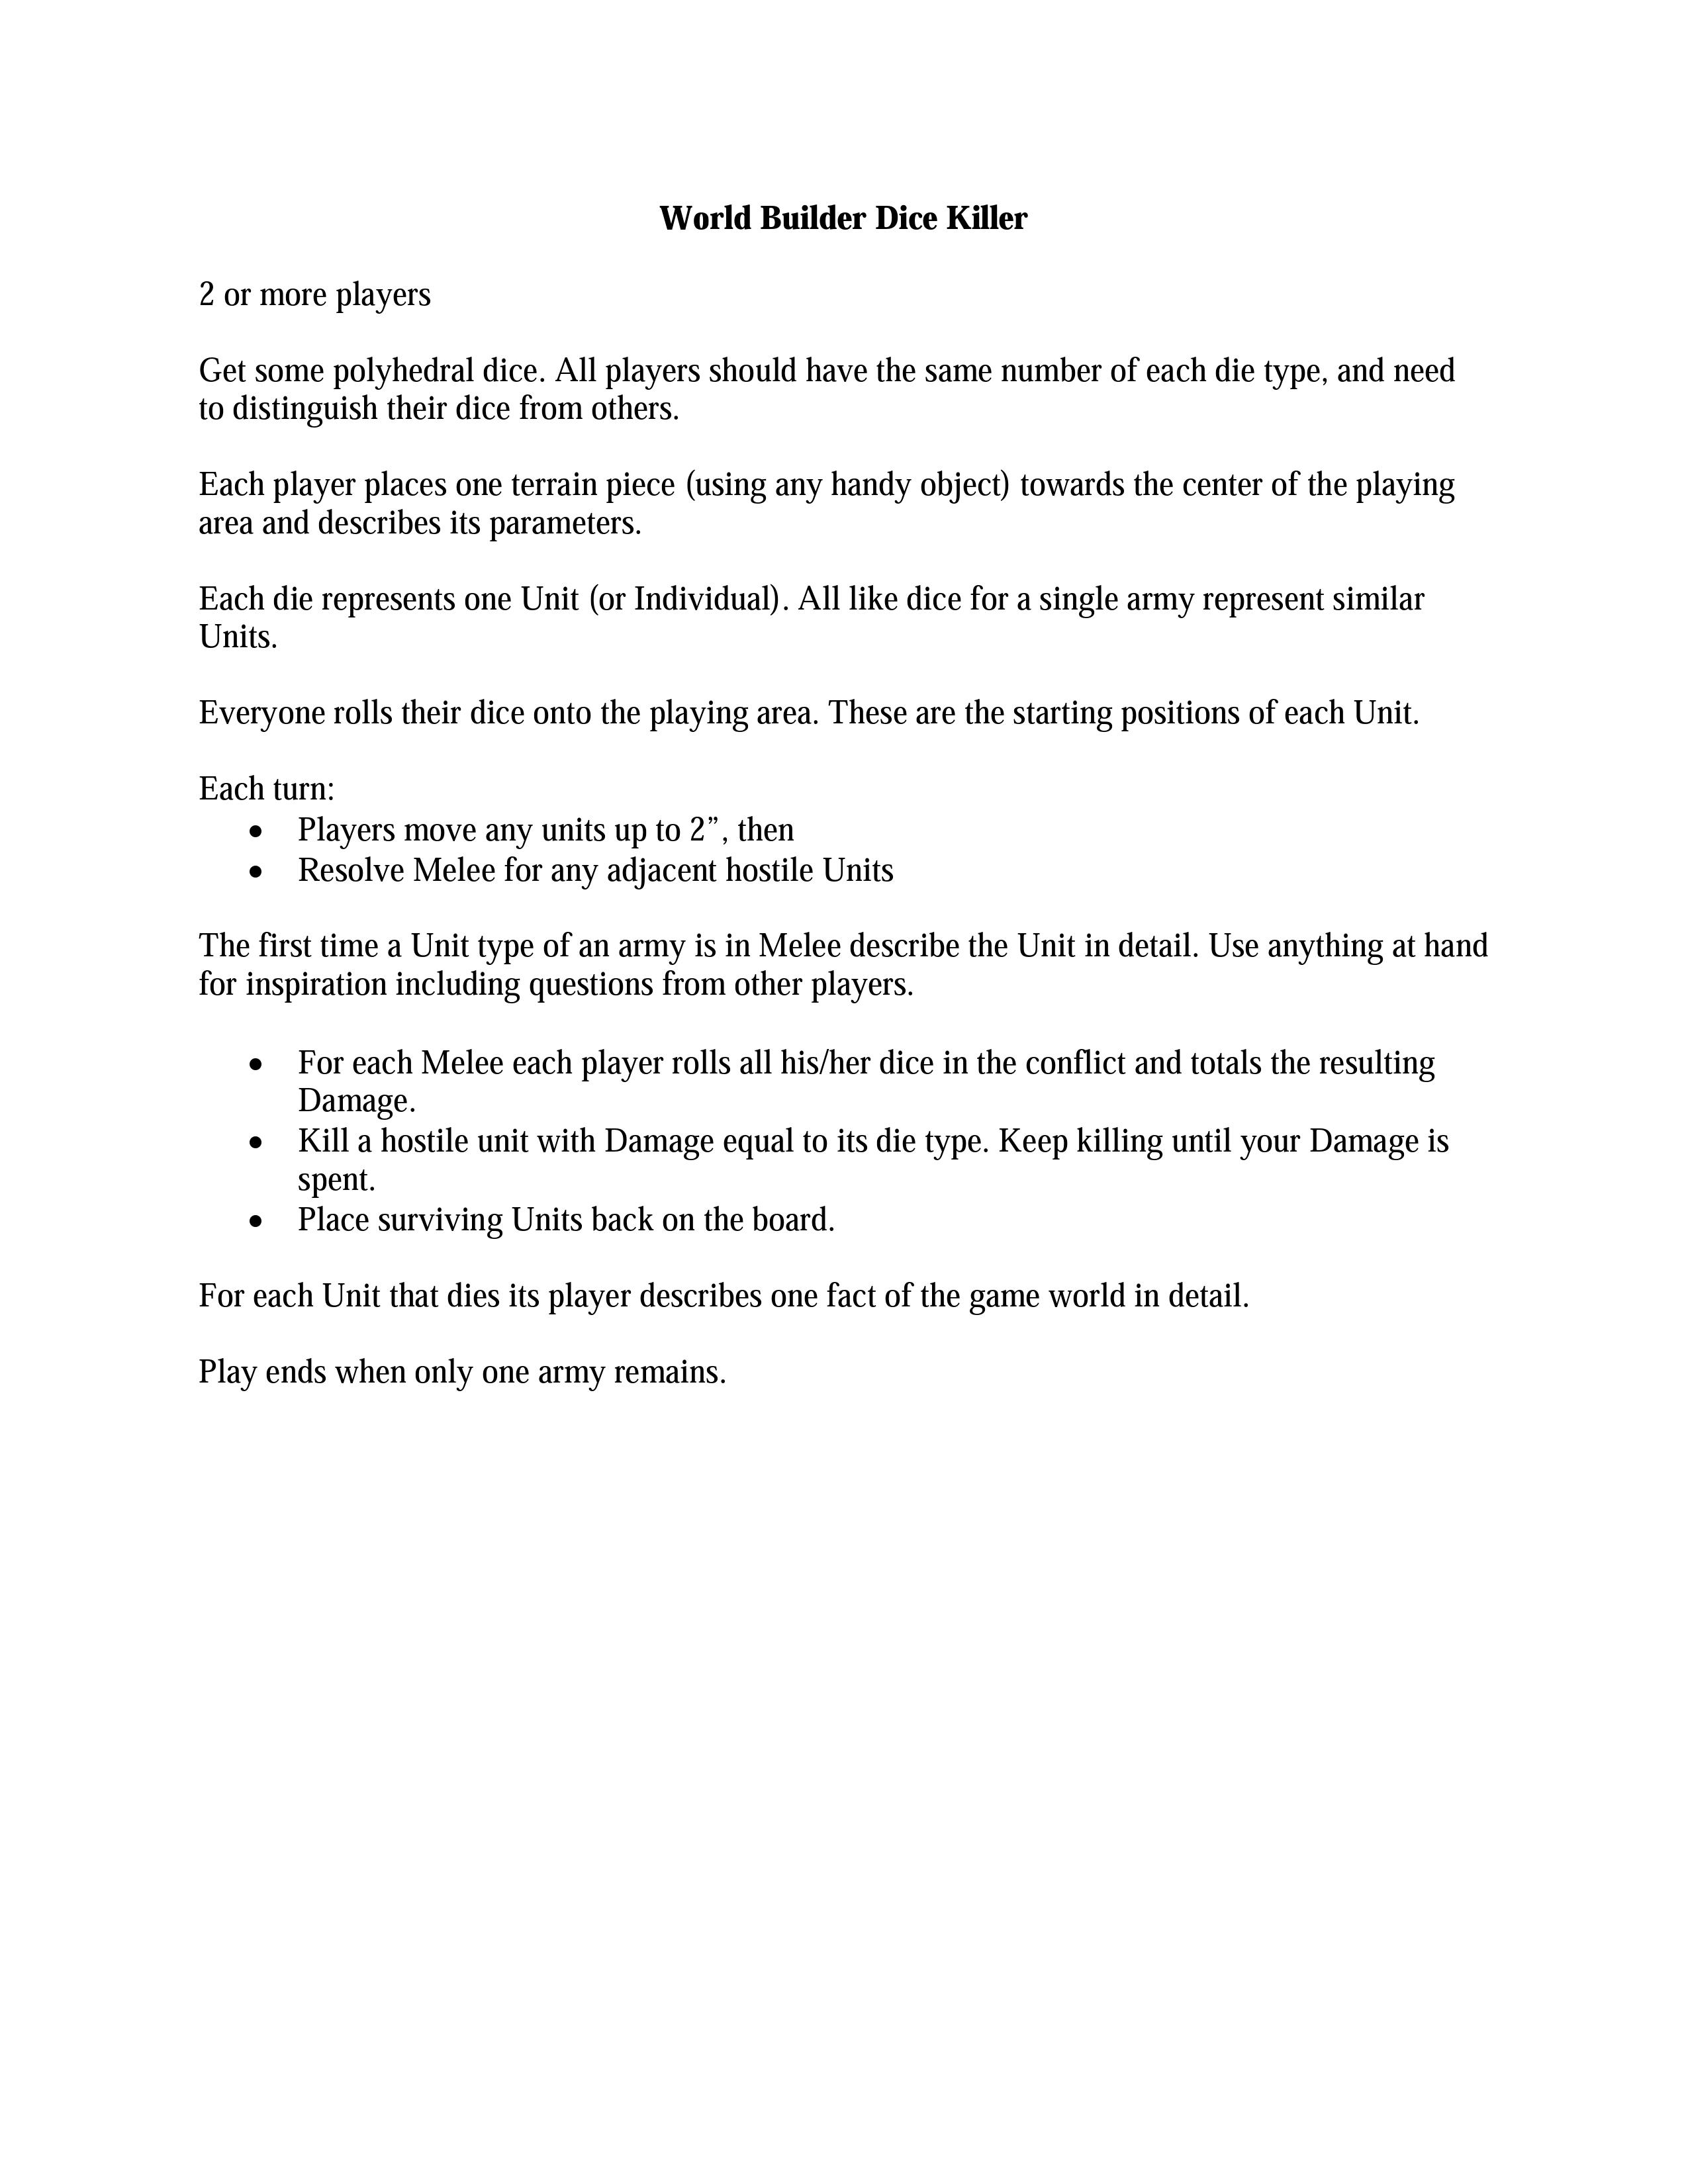 World Builder Dice Killer
2 or more players
Get some polyhedral dice. All players should have the same number of each die type, and need
to distinguish their dice from others.
Each player places one terrain piece (using any handy object) towards the center of the playing
area and describes its parameters.
Each die represents one Unit (or Individual). All like dice for a single army represent similar
Units.
Everyone rolls their dice onto the playing area. These are the starting positions of each Unit.
Each turn:
• Players move any units up to 2”, then
• Resolve Melee for any adjacent hostile Units
The first time a Unit type of an army is in Melee describe the Unit in detail. Use anything at hand
for inspiration including questions from other players.
• For each Melee each player rolls all his/her dice in the conflict and totals the resulting
Damage.
• Kill a hostile unit with Damage equal to its die type. Keep killing until your Damage is
spent.
• Place surviving Units back on the board.
For each Unit that dies its player describes one fact of the game world in detail.
Play ends when only one army remains.